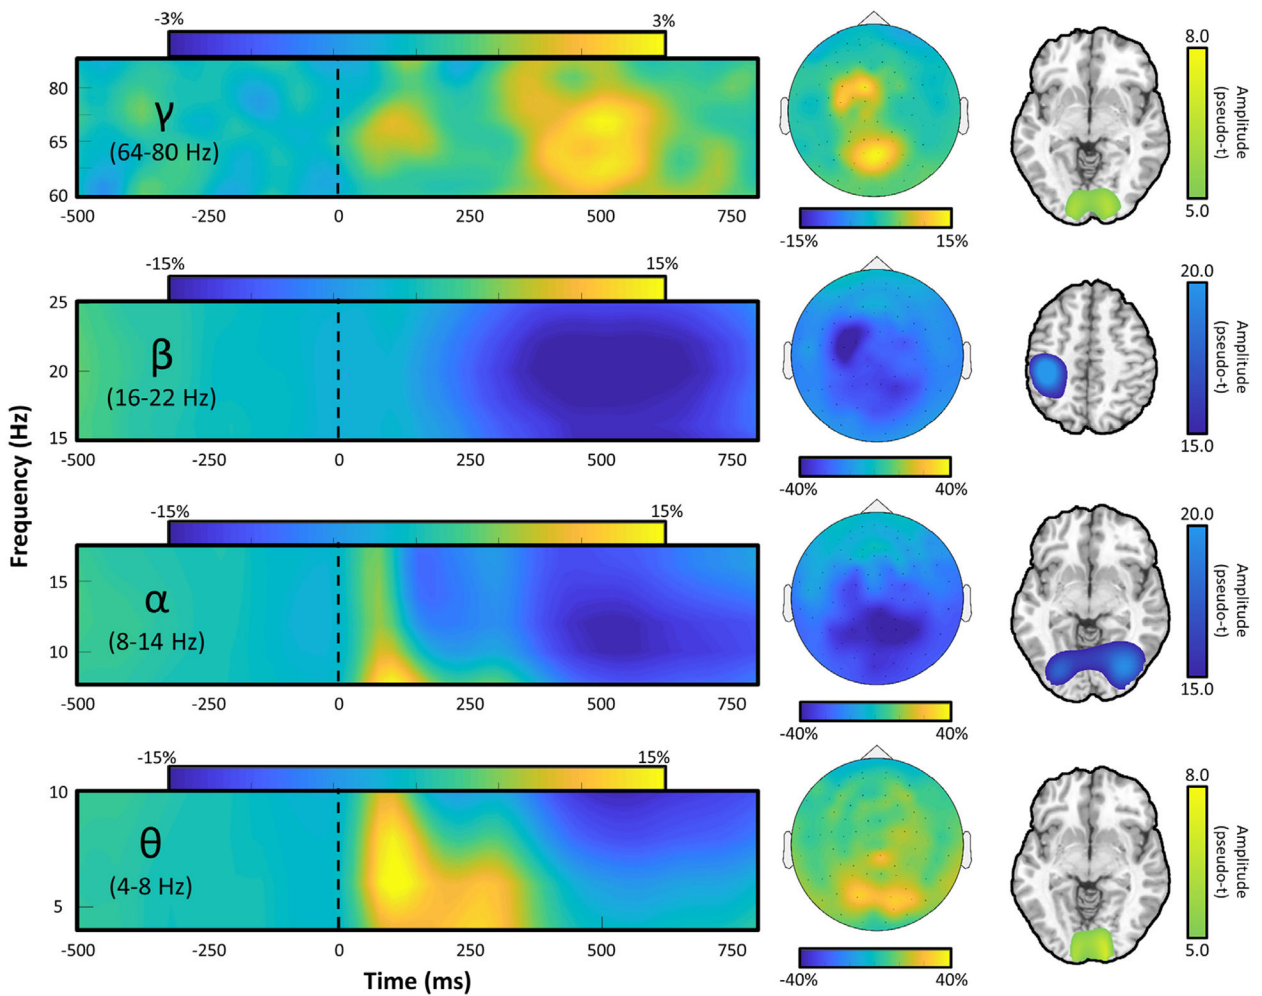 -3% 3%
80
65
60
γ
(64-80 Hz)
-500 -250 0 250 500 750
-15% 15%
8.0
Amplitude
(pseudo-t)
5.0
-15% 15%
25
20
15
β
(16-22 Hz)
-500 -250 0 250 500 750
-40% 40%
20.0
Amplitude
(pseudo-t)
15.0
-15% 15%
15
10
α
(8-14 Hz)
-500 -250 0 250 500 750
-40% 40%
20.0
Amplitude
(pseudo-t)
15.0
-15% 15%
10
5
θ
(4-8 Hz)
-500 -250 0 250 500 750
-40% 40%
8.0
Amplitude
(pseudo-t)
5.0
Frequency (Hz)
Time (ms)